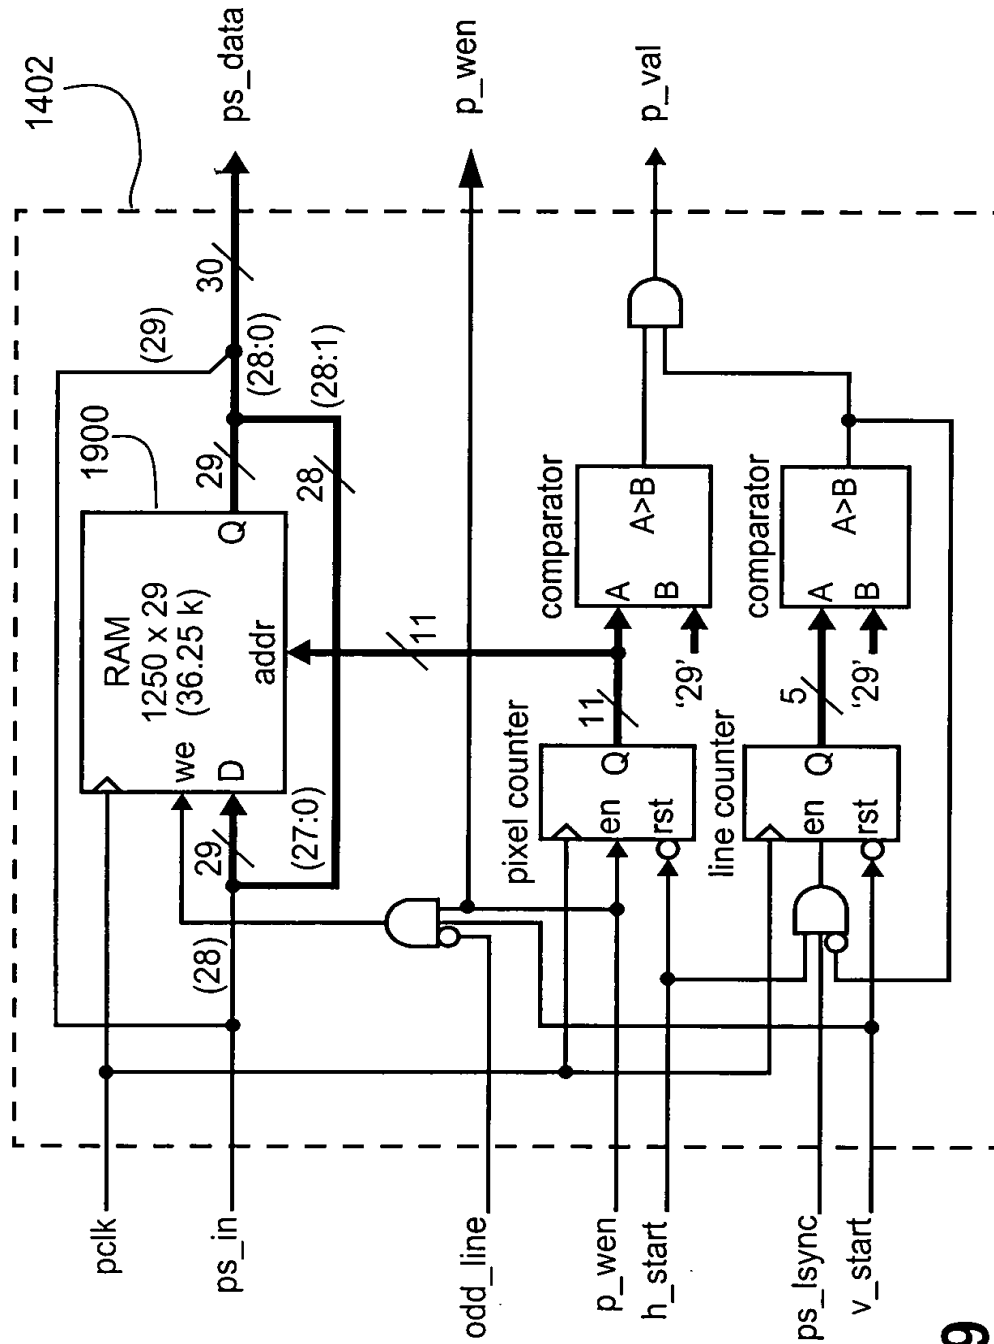 1402
ps_data
p_wen
p_val
30
(29)
(28:0)
(28:1)
1900
29
28
RAM
1250 x 29
(36.25 k)
Q
addr
we
D
29
(27:0)
(28)
11
pixel counter
Q
en
rst
11
comparator
A
B
A>B
'29'
line counter
Q
en
rst
5
comparator
A
B
A>B
'29'
pclk
ps_in
odd_line
p_wen
h_start
ps_lsync
v_start
9